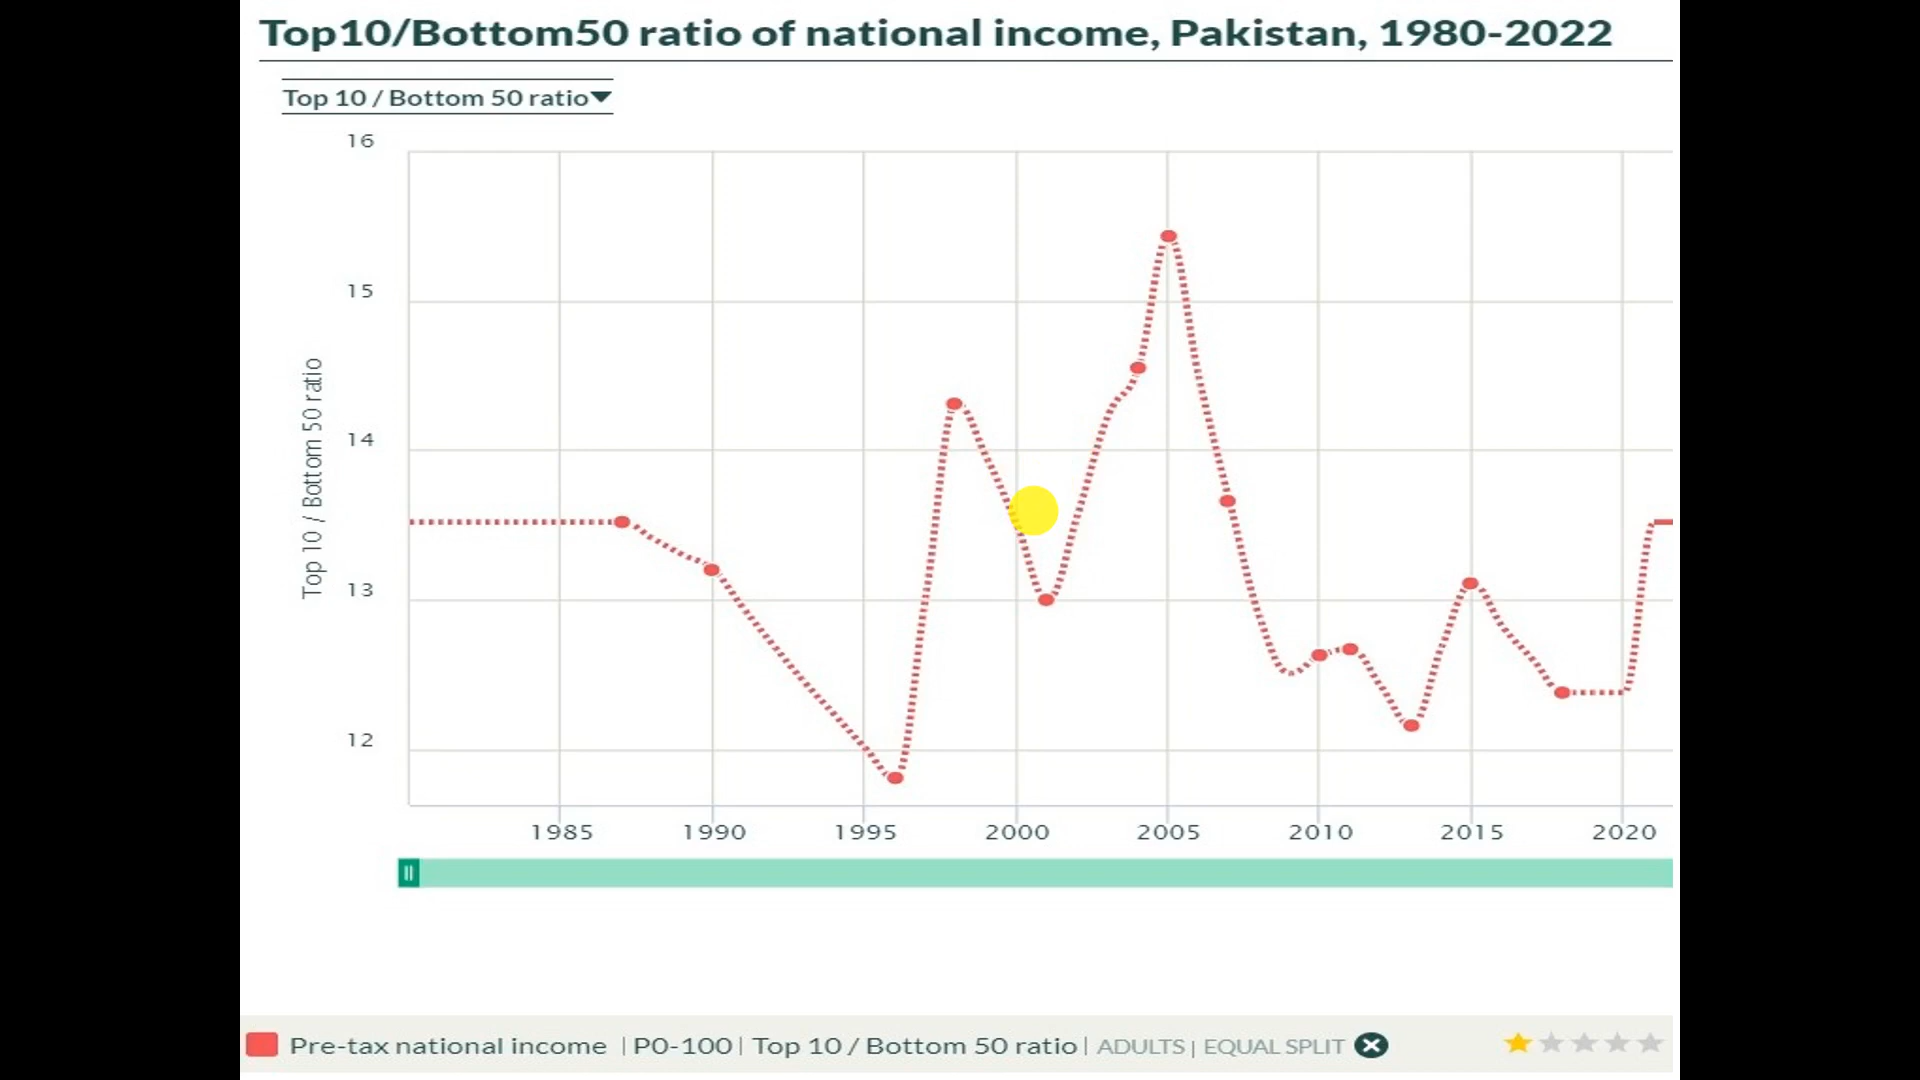 Top10/Bottom50 ratio of national income, Pakistan, 1980-2022
Top 10 / Bottom 50 ratio
16
15
14
13
12
Top 10 / Bottom 50 ratio
1985 1990 1995 2000 2005 2010 2015 2020
Pre-tax national income | P0-100 | Top 10 / Bottom 50 ratio | ADULTS | EQUAL SPLIT